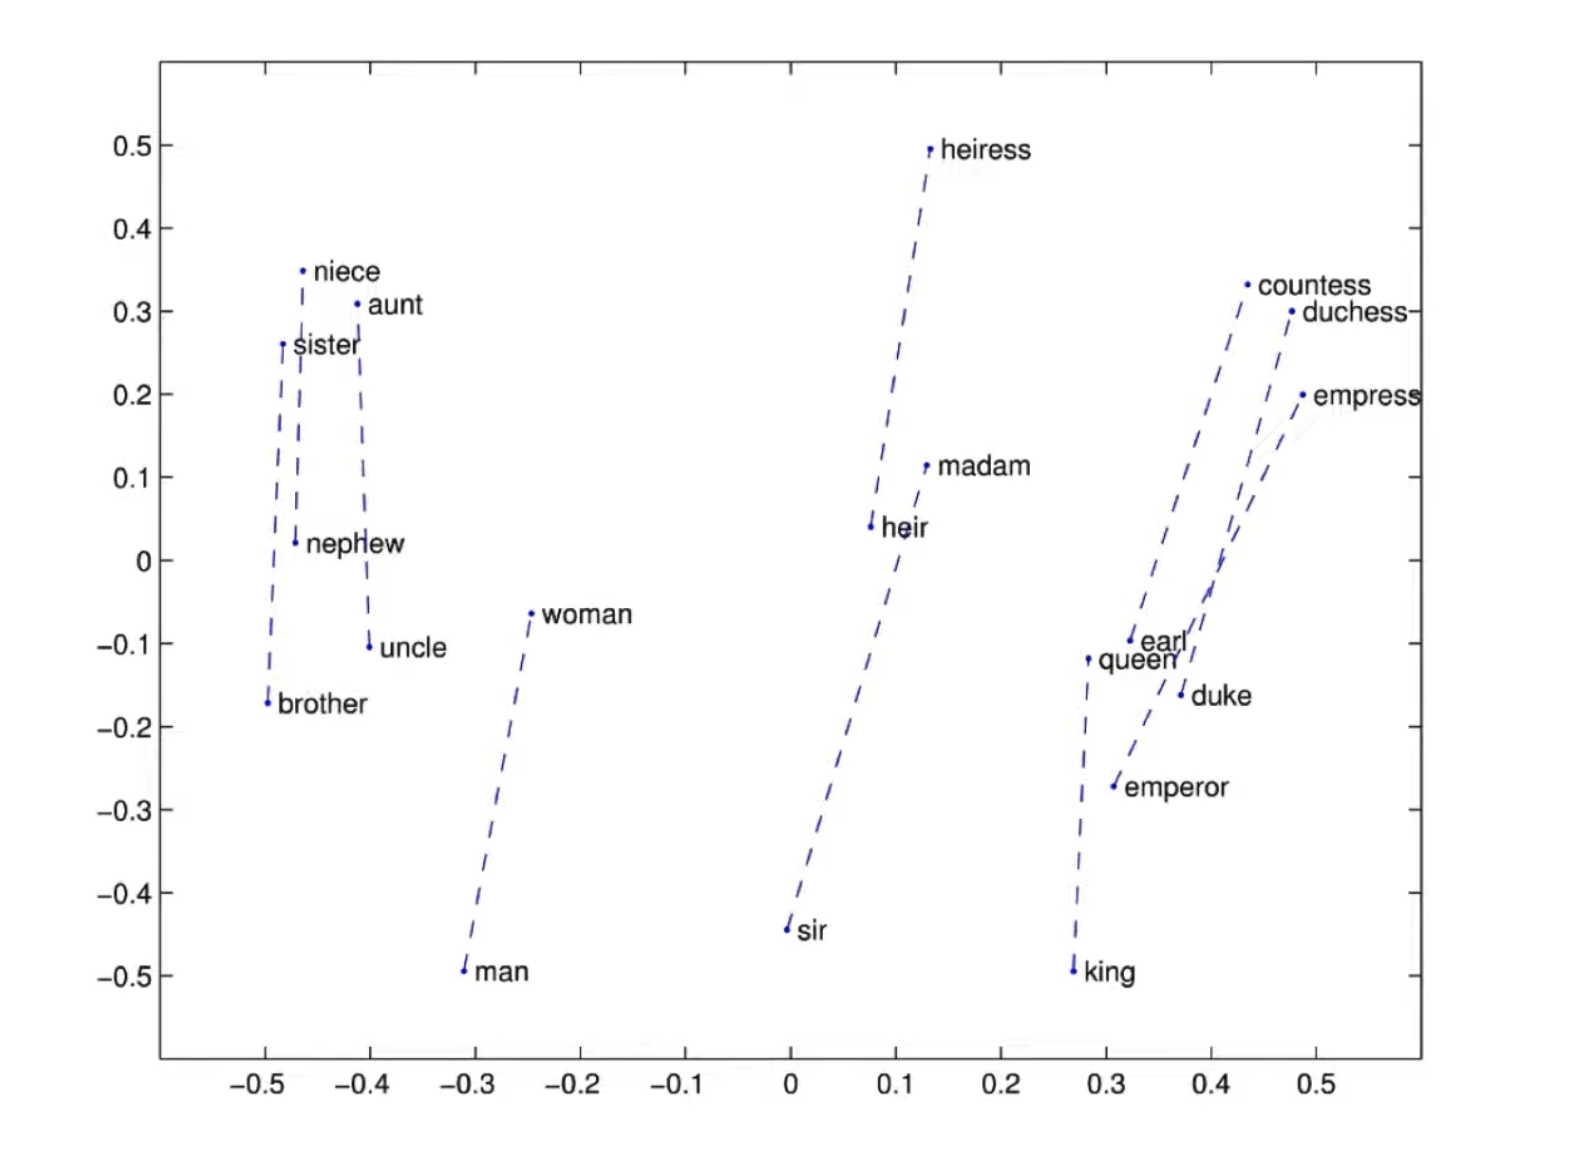 0.5
heiress
0.4
niece
countess
aunt
0.3
duchess
sister
0.2
empress
0.1
madam
heir
nephew
0
woman
−0.1
earl
uncle
queen
duke
brother
−0.2
emperor
−0.3
−0.4
sir
−0.5
man
king
−0.5 −0.4 −0.3 −0.2 −0.1 0 0.1 0.2 0.3 0.4 0.5